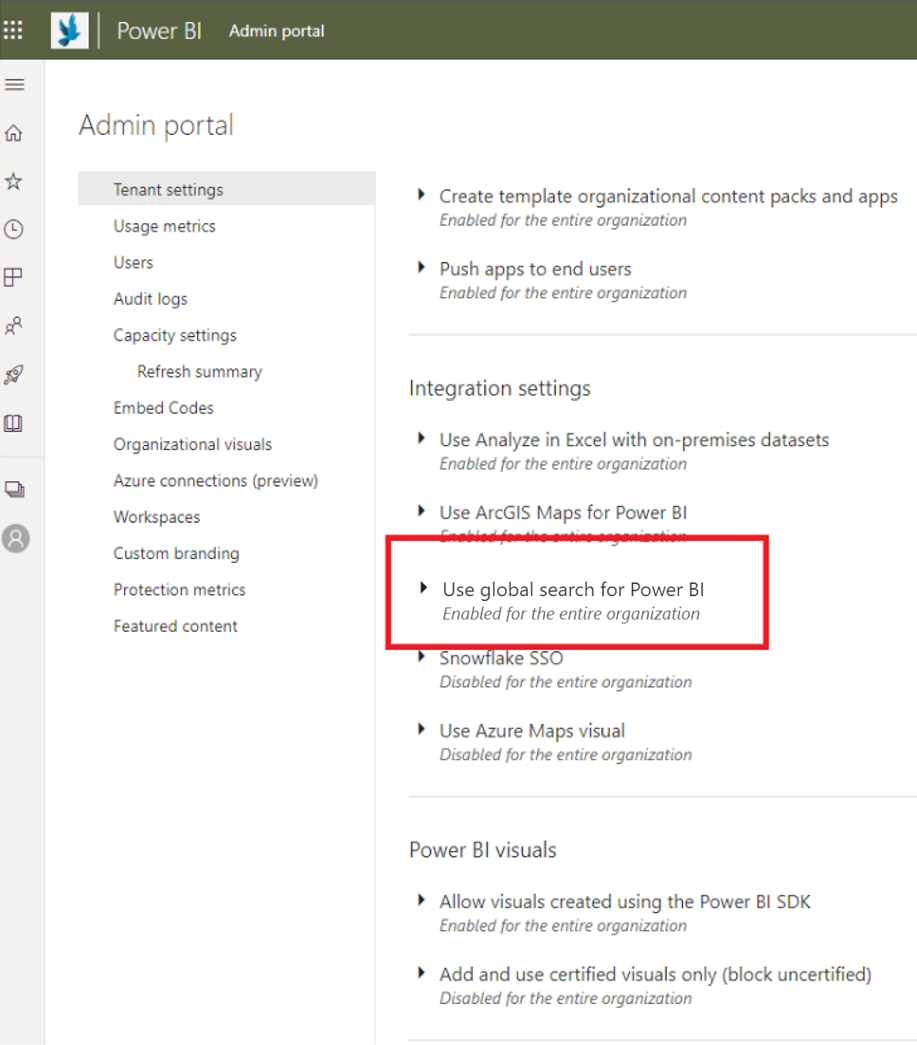 Power BI Admin portal
Admin portal
Tenant settings
Usage metrics
Users
Audit logs
Capacity settings
Refresh summary
Embed Codes
Organizational visuals
Azure connections (preview)
Workspaces
Custom branding
Protection metrics
Featured content
Create template organizational content packs and apps
Enabled for the entire organization
Push apps to end users
Enabled for the entire organization
Integration settings
Use Analyze in Excel with on-premises datasets
Enabled for the entire organization
Use ArcGIS Maps for Power BI
Enabled for the entire organization
Use global search for Power BI
Enabled for the entire organization
Snowflake SSO
Disabled for the entire organization
Use Azure Maps visual
Disabled for the entire organization
Power BI visuals
Allow visuals created using the Power BI SDK
Enabled for the entire organization
Add and use certified visuals only (block uncertified)
Disabled for the entire organization